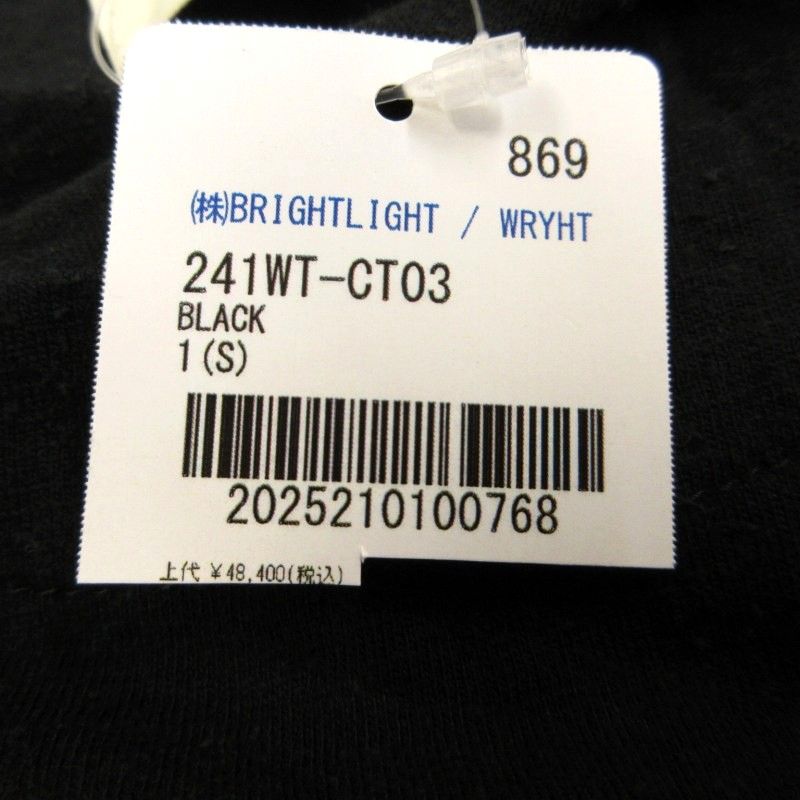 869
㈱BRIGHTLIGHT / WRYHT
241WT-CT03
BLACK
1(S)
2025210100768
上代 ¥48,400(税込)